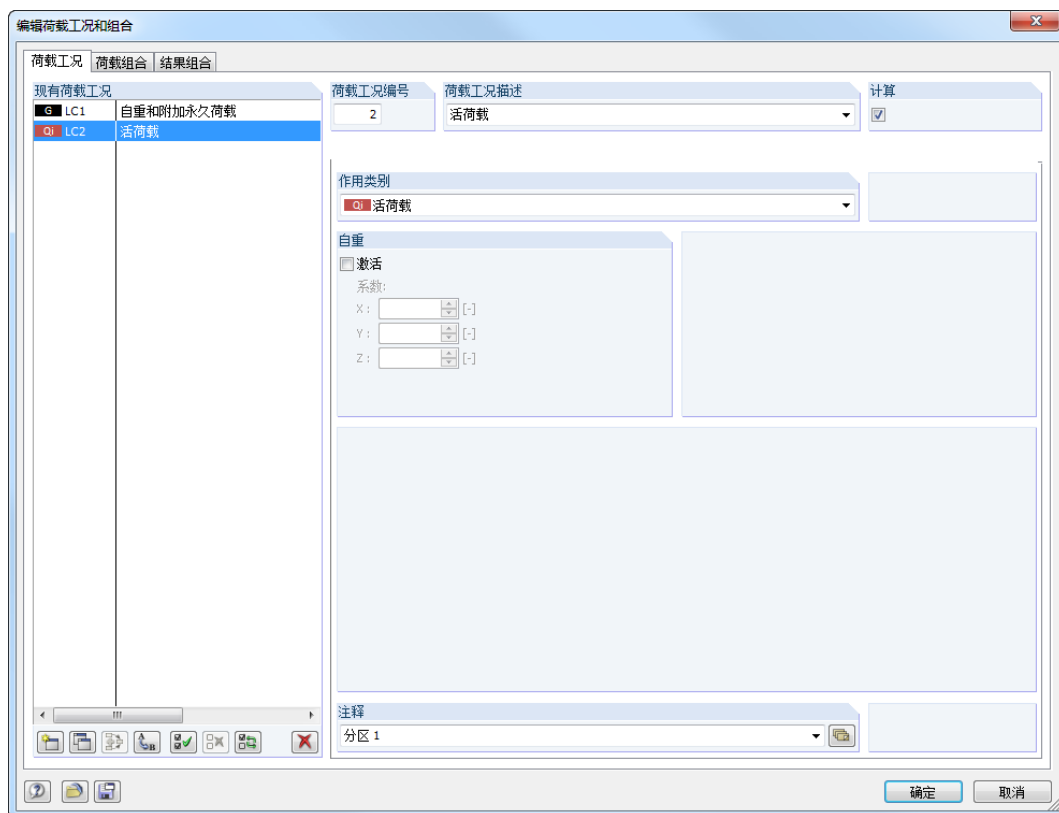 编辑荷载工况和组合
荷载工况 荷载组合 结果组合
现有荷载工况
G LC1 自重和附加永久荷载
Qi LC2 活荷载
荷载工况编号
2
荷载工况描述
活荷载
计算
作用类别
Qi 活荷载
自重
激活
系数:
X : [-]
Y : [-]
Z : [-]
注释
分区 1
确定 取消